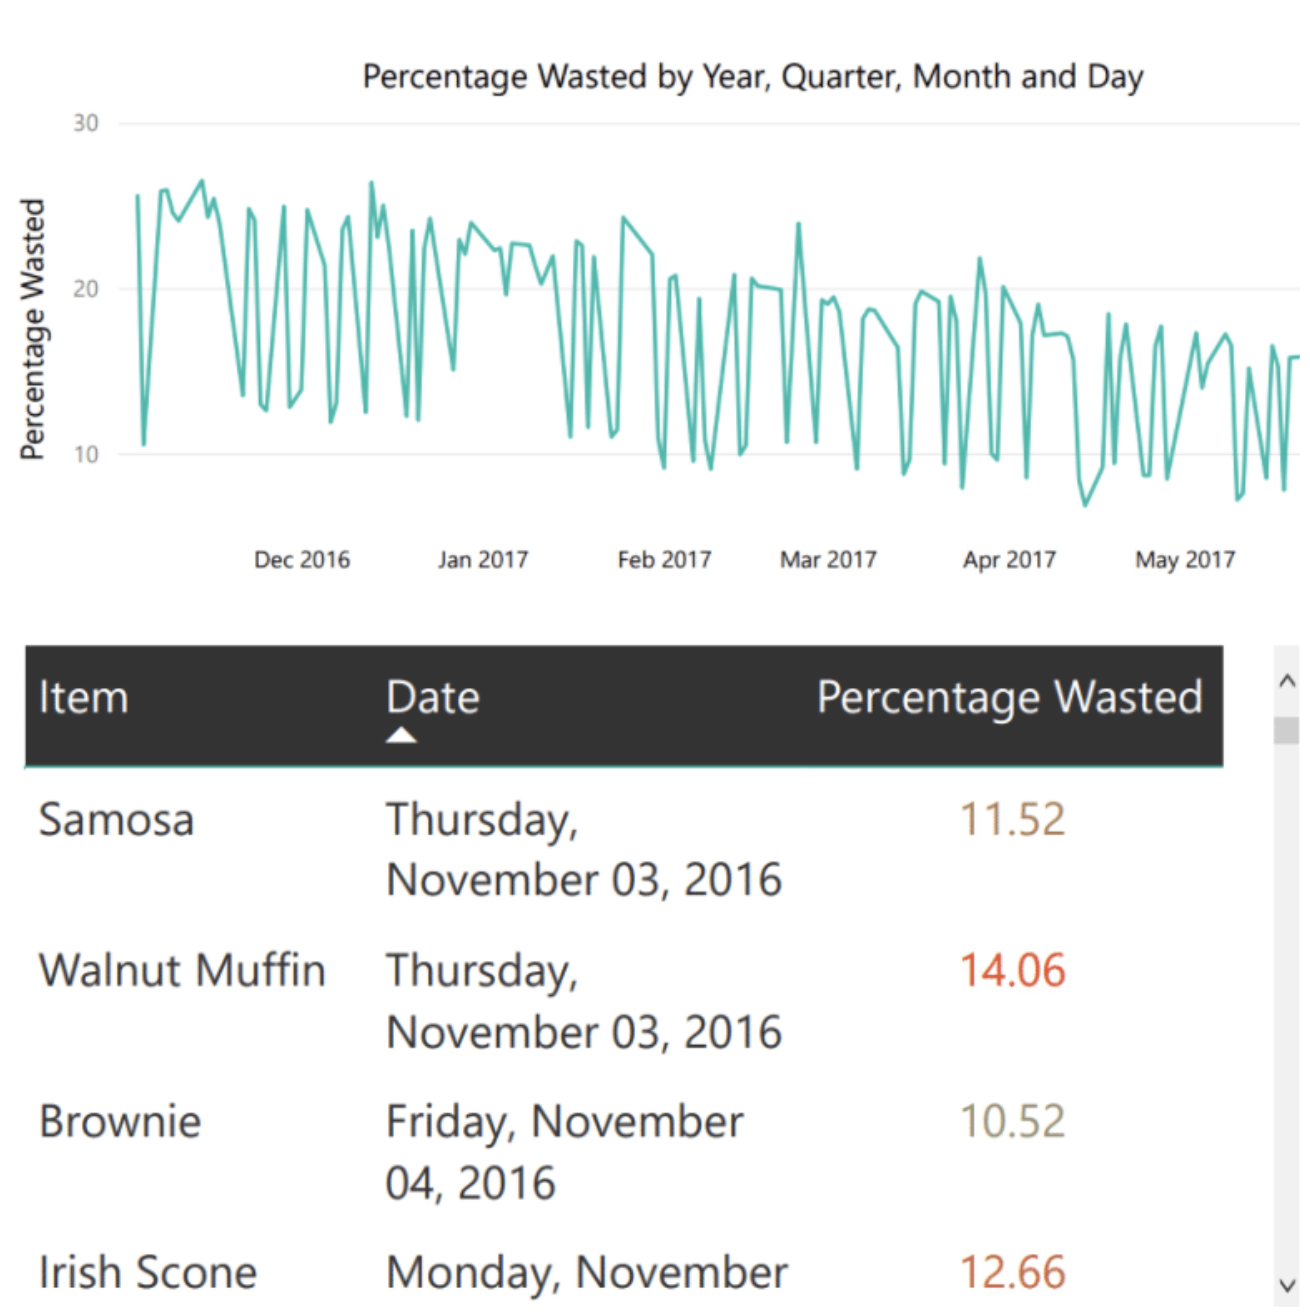 Percentage Wasted by Year, Quarter, Month and Day
30
20
10
Percentage Wasted
Dec 2016 Jan 2017 Feb 2017 Mar 2017 Apr 2017 May 2017
Item Date Percentage Wasted
Samosa Thursday, 11.52
November 03, 2016
Walnut Muffin Thursday, 14.06
November 03, 2016
Brownie Friday, November 10.52
04, 2016
Irish Scone Monday, November 12.66